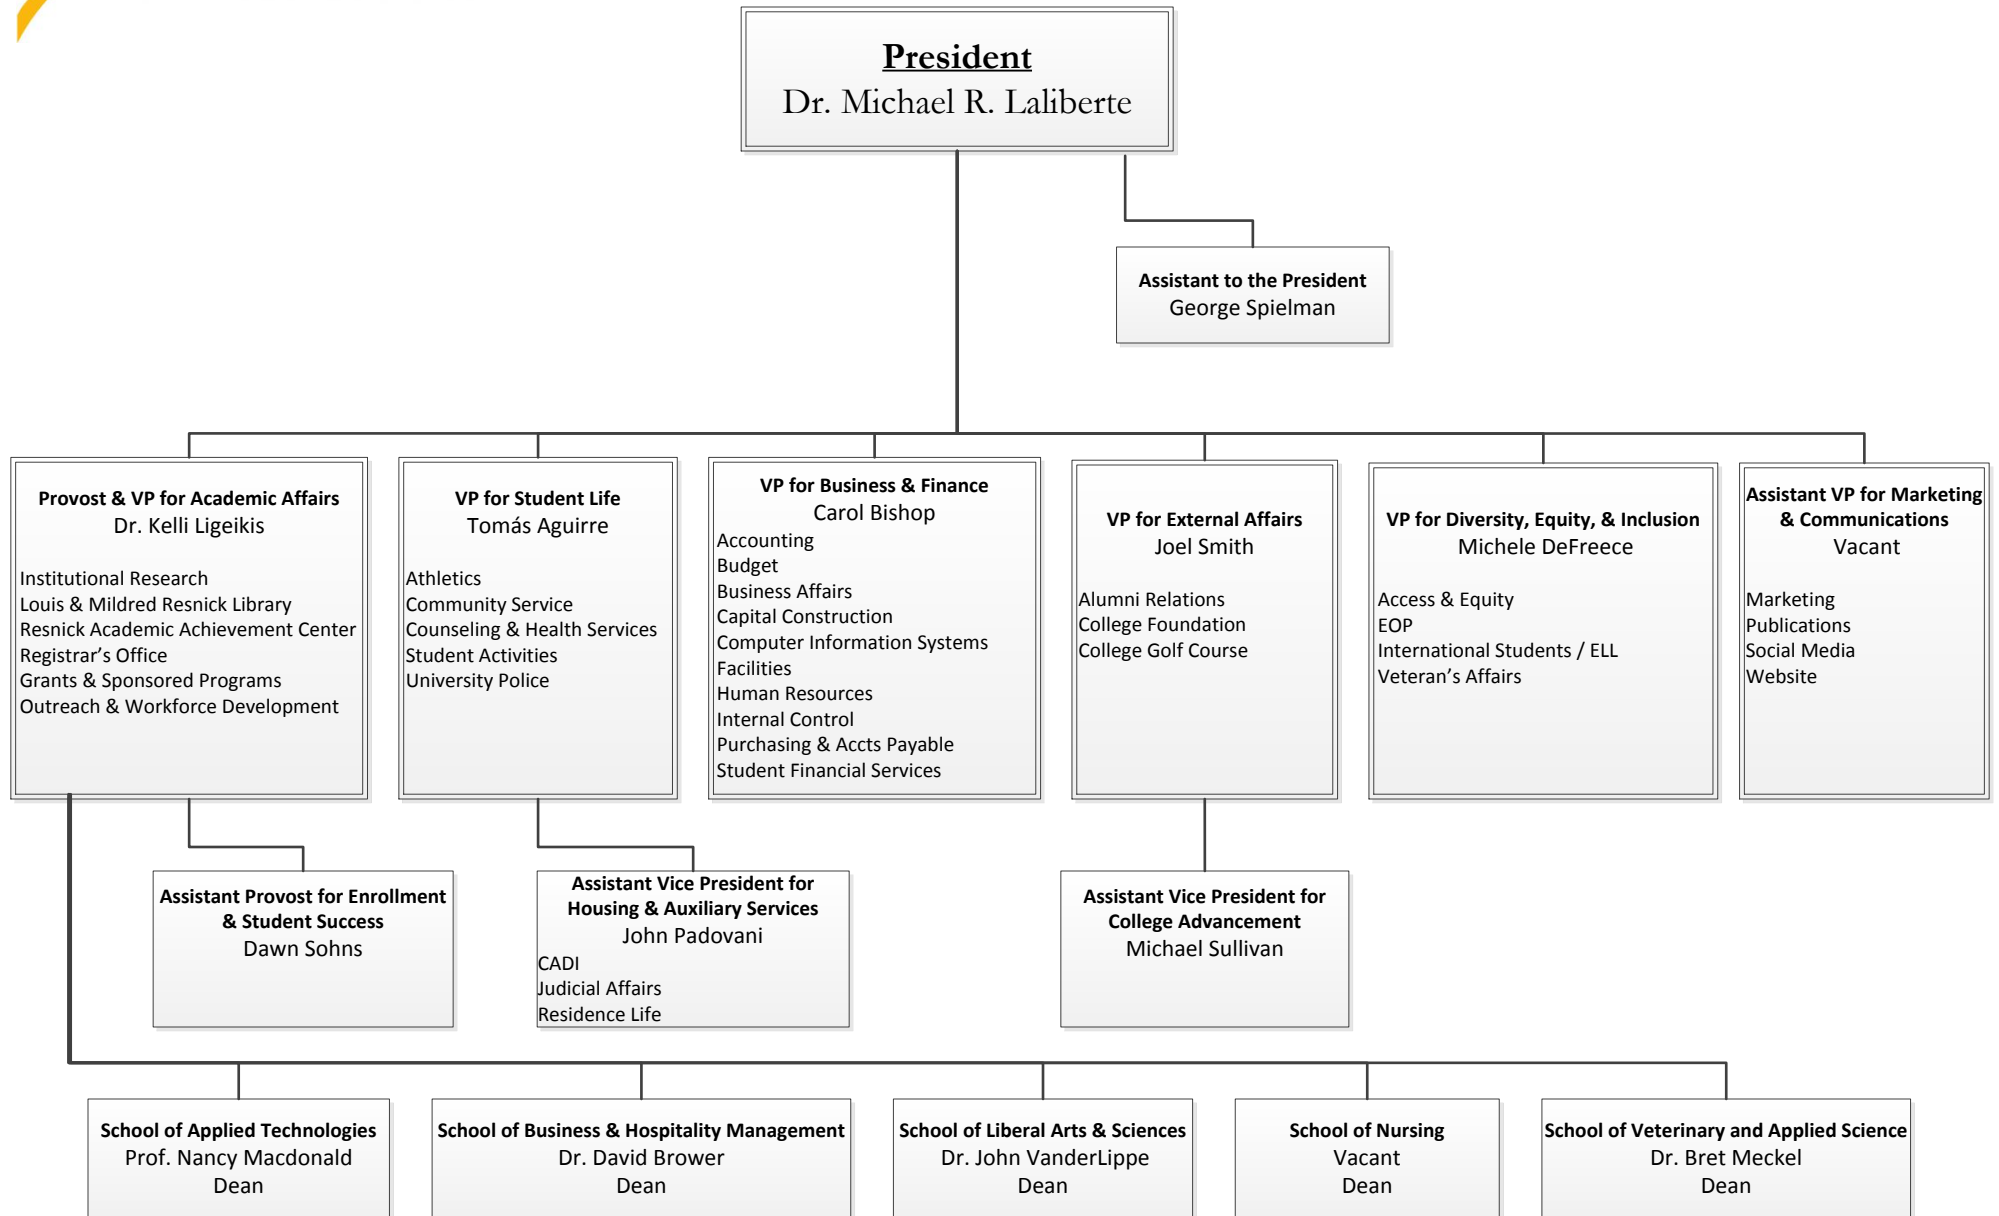 President
Dr. Michael R. Laliberte
Assistant to the President
George Spielman
Provost & VP for Academic Affairs
Dr. Kelli Ligeikis
Institutional Research
Louis & Mildred Resnick Library
Resnick Academic Achievement Center
Registrar’s Office
Grants & Sponsored Programs
Outreach & Workforce Development
VP for Student Life
Tomás Aguirre
Athletics
Community Service
Counseling & Health Services
Student Activities
University Police
VP for Business & Finance
Carol Bishop
Accounting
Budget
Business Affairs
Capital Construction
Computer Information Systems
Facilities
Human Resources
Internal Control
Purchasing & Accts Payable
Student Financial Services
VP for External Affairs
Joel Smith
Alumni Relations
College Foundation
College Golf Course
VP for Diversity, Equity, & Inclusion
Michele DeFreece
Access & Equity
EOP
International Students / ELL
Veteran’s Affairs
Assistant VP for Marketing
& Communications
Vacant
Marketing
Publications
Social Media
Website
Assistant Provost for Enrollment
& Student Success
Dawn Sohns
Assistant Vice President for
Housing & Auxiliary Services
John Padovani
CADI
Judicial Affairs
Residence Life
Assistant Vice President for
College Advancement
Michael Sullivan
School of Applied Technologies
Prof. Nancy Macdonald
Dean
School of Business & Hospitality Management
Dr. David Brower
Dean
School of Liberal Arts & Sciences
Dr. John VanderLippe
Dean
School of Nursing
Vacant
Dean
School of Veterinary and Applied Science
Dr. Bret Meckel
Dean